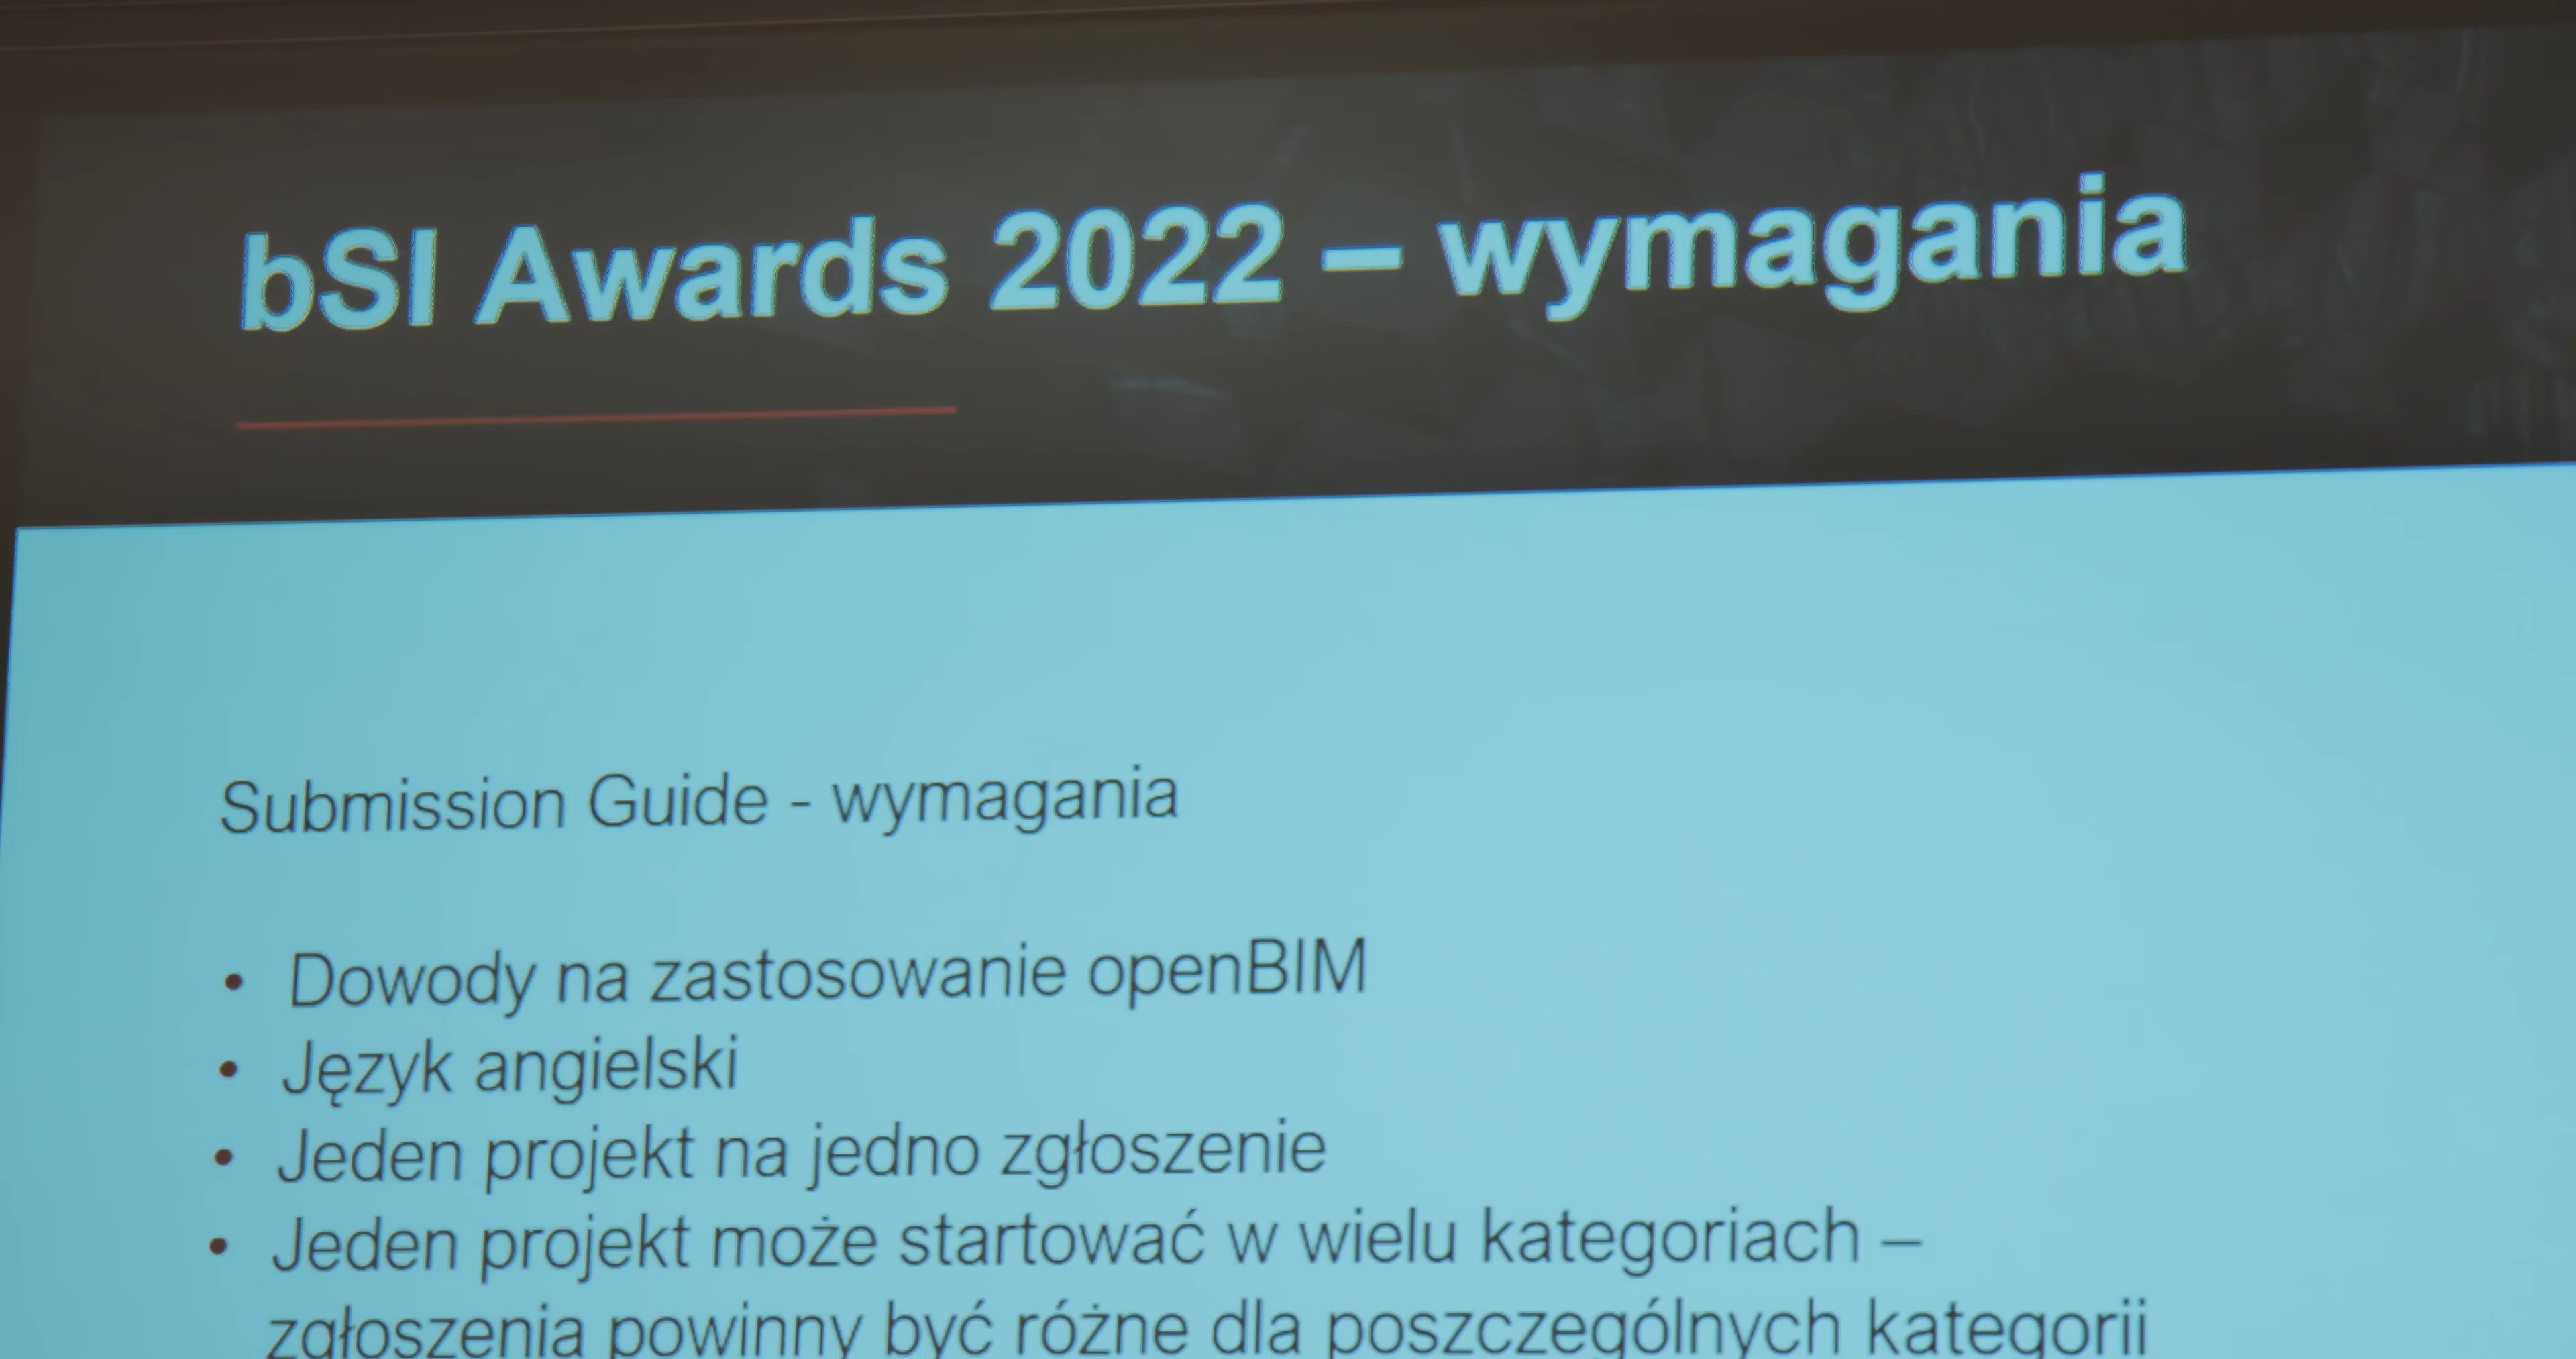 bSI Awards 2022 – wymagania
Submission Guide - wymagania
• Dowody na zastosowanie openBIM
• Język angielski
• Jeden projekt na jedno zgłoszenie
• Jeden projekt może startować w wielu kategoriach –
zgłoszenia powinny być różne dla poszczególnych kategorii